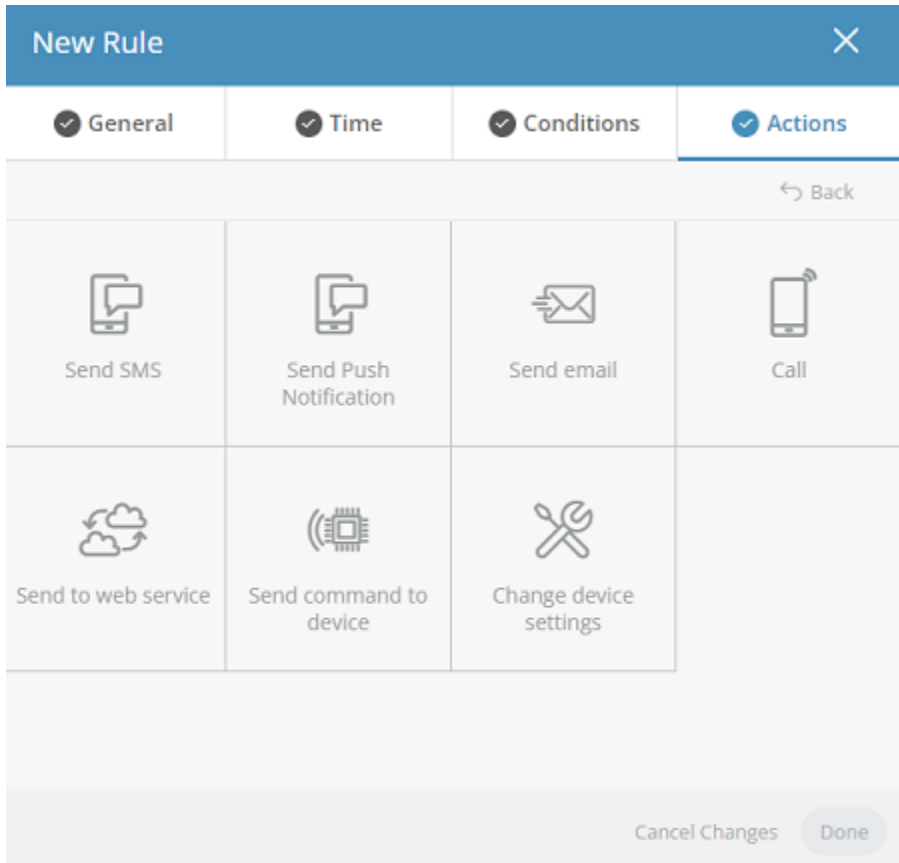 New Rule
General
Time
Conditions
Actions
Back
Send SMS
Send Push
Notification
Send email
Call
Send to web service
Send command to
device
Change device
settings
Cancel Changes
Done